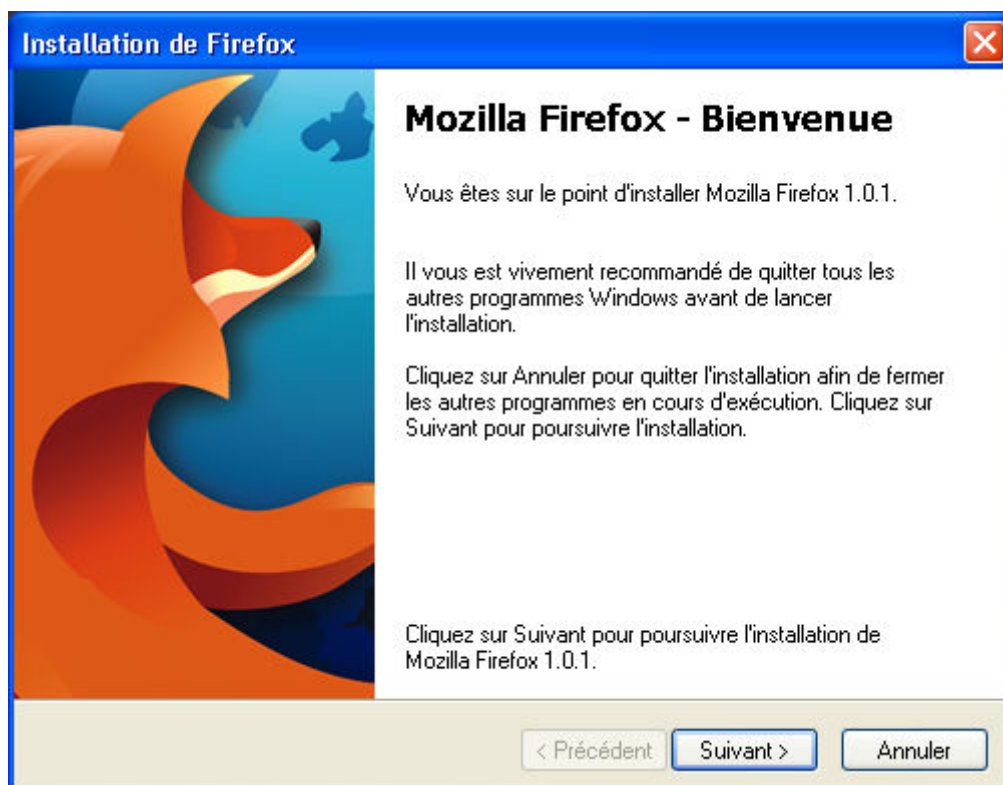 Installation de Firefox
Mozilla Firefox - Bienvenue
Vous êtes sur le point d'installer Mozilla Firefox 1.0.1.
Il vous est vivement recommandé de quitter tous les
autres programmes Windows avant de lancer
l'installation.
Cliquez sur Annuler pour quitter l'installation afin de fermer
les autres programmes en cours d'exécution. Cliquez sur
Suivant pour poursuivre l'installation.
Cliquez sur Suivant pour poursuivre l'installation de
Mozilla Firefox 1.0.1.
< Précédent Suivant > Annuler